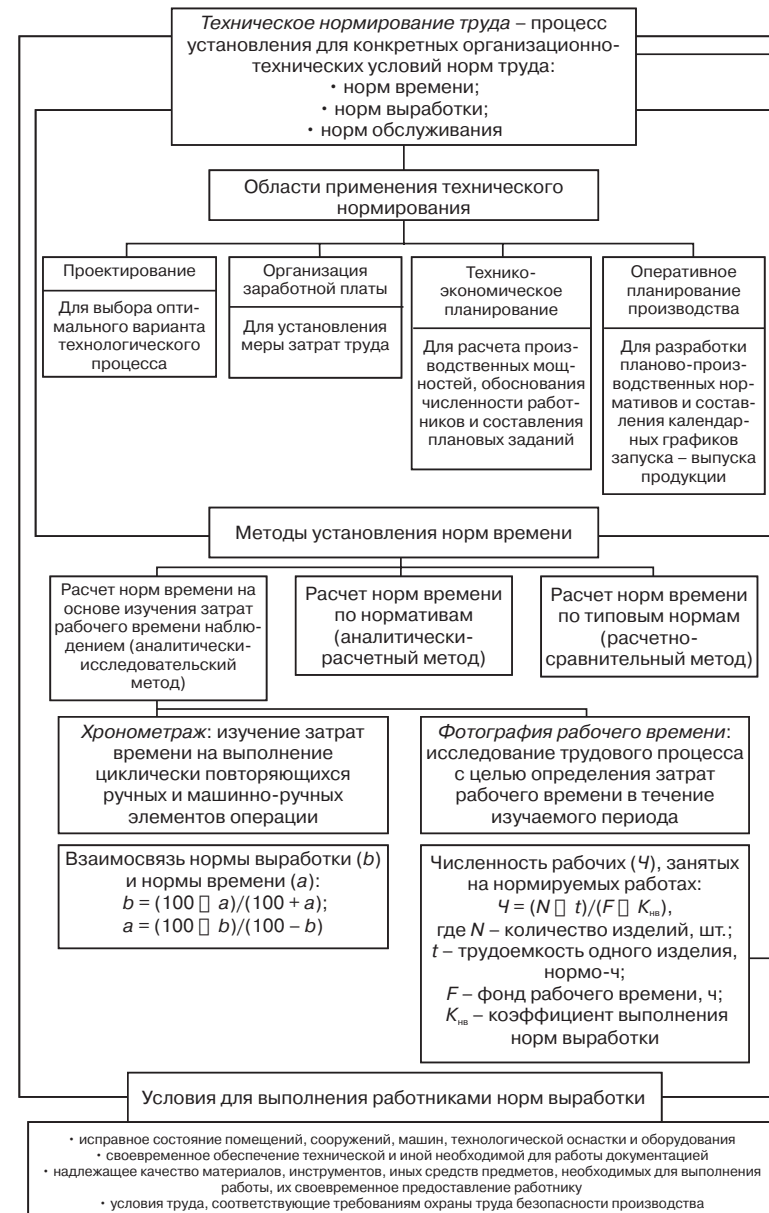 Техническое нормирование труда – процесс
установления для конкретных организационно-
технических условий норм труда:
• норм времени;
• норм выработки;
• норм обслуживания
Области применения технического
нормирования
Проектирование
Для выбора опти-
мального варианта
технологического
процесса
Организация
заработной платы
Для установления
меры затрат труда
Технико-
экономическое
планирование
Для расчета произ-
водственных мощ-
ностей, обоснования
численности работ-
ников и составления
плановых заданий
Оперативное
планирование
производства
Для разработки
планово-произ-
водственных нор-
мативов и состав-
ления календар-
ных графиков
запуска – выпуска
продукции
Методы установления норм времени
Расчет норм времени на
основе изучения затрат
рабочего времени наблю-
дением (аналитически-
исследовательский
метод)
Расчет норм времени
по нормативам
(аналитически-
расчетный метод)
Расчет норм времени
по типовым нормам
(расчетно-
сравнительный метод)
Хронометраж: изучение затрат
времени на выполнение
циклически повторяющихся
ручных и машинно-ручных
элементов операции
Фотография рабочего времени:
исследование трудового процесса
с целью определения затрат
рабочего времени в течение
изучаемого периода
Взаимосвязь нормы выработки (b)
и нормы времени (a):
b = (100 ▯ a)/(100 + a);
a = (100 ▯ b)/(100 – b)
Численность рабочих (Ч), занятых
на нормируемых работах:
Ч = (N ▯ t)/(F ▯ Kнв),
где N – количество изделий, шт.;
t – трудоемкость одного изделия,
нормо-ч;
F – фонд рабочего времени, ч;
Kнв – коэффициент выполнения
норм выработки
Условия для выполнения работниками норм выработки
• исправное состояние помещений, сооружений, машин, технологической оснастки и оборудования
• своевременное обеспечение технической и иной необходимой для работы документацией
• надлежащее качество материалов, инструментов, иных средств предметов, необходимых для выполнения
работы, их своевременное предоставление работнику
• условия труда, соответствующие требованиям охраны труда безопасности производства